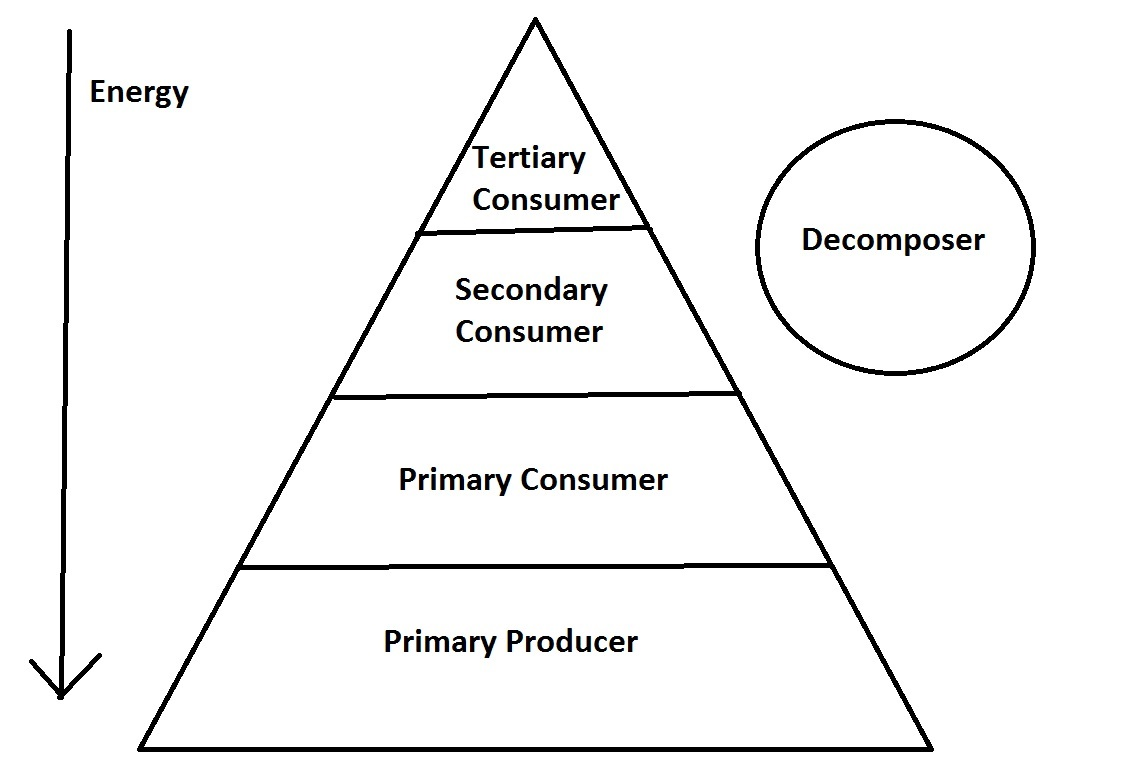 Energy
Tertiary
Consumer
Decomposer
Secondary
Consumer
Primary Consumer
Primary Producer